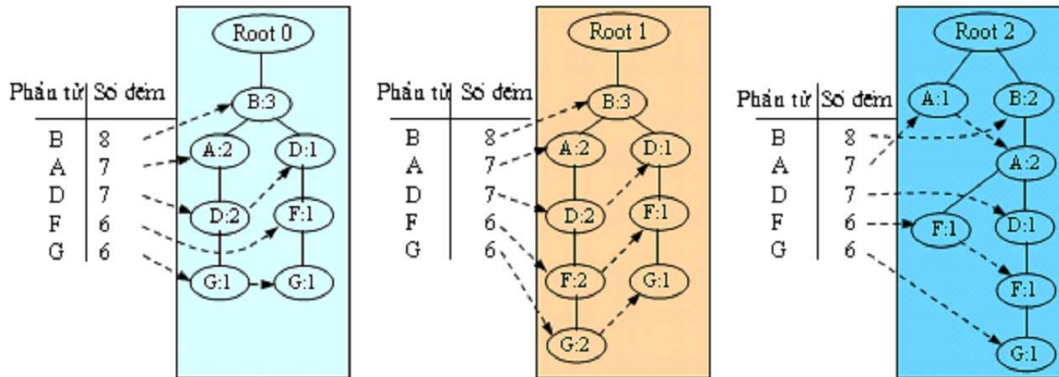 Root 0
Phần tử Số đếm
B 8
A 7
D 7
F 6
G 6
B:3
A:2 D:1
D:2 F:1
G:1 G:1
Root 1
Phần tử Số đếm
B 8
A 7
D 7
F 6
G 6
B:3
A:2 D:1
D:2 F:1
F:2 G:1
G:2
Root 2
Phần tử Số đếm
B 8
A 7
D 7
F 6
G 6
A:1 B:2
A:2
F:1 D:1
F:1
G:1